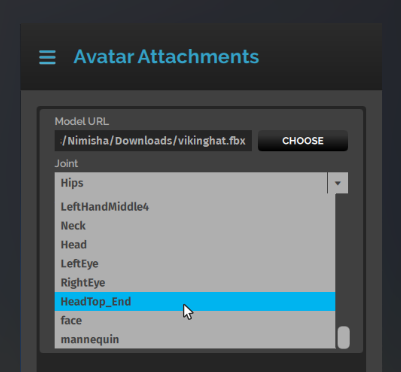 Avatar Attachments
Model URL
/Nimisha/Downloads/vikinghat.fbx
CHOOSE
Joint
Hips
LeftHandMiddle4
Neck
Head
LeftEye
RightEye
HeadTop_End
face
mannequin